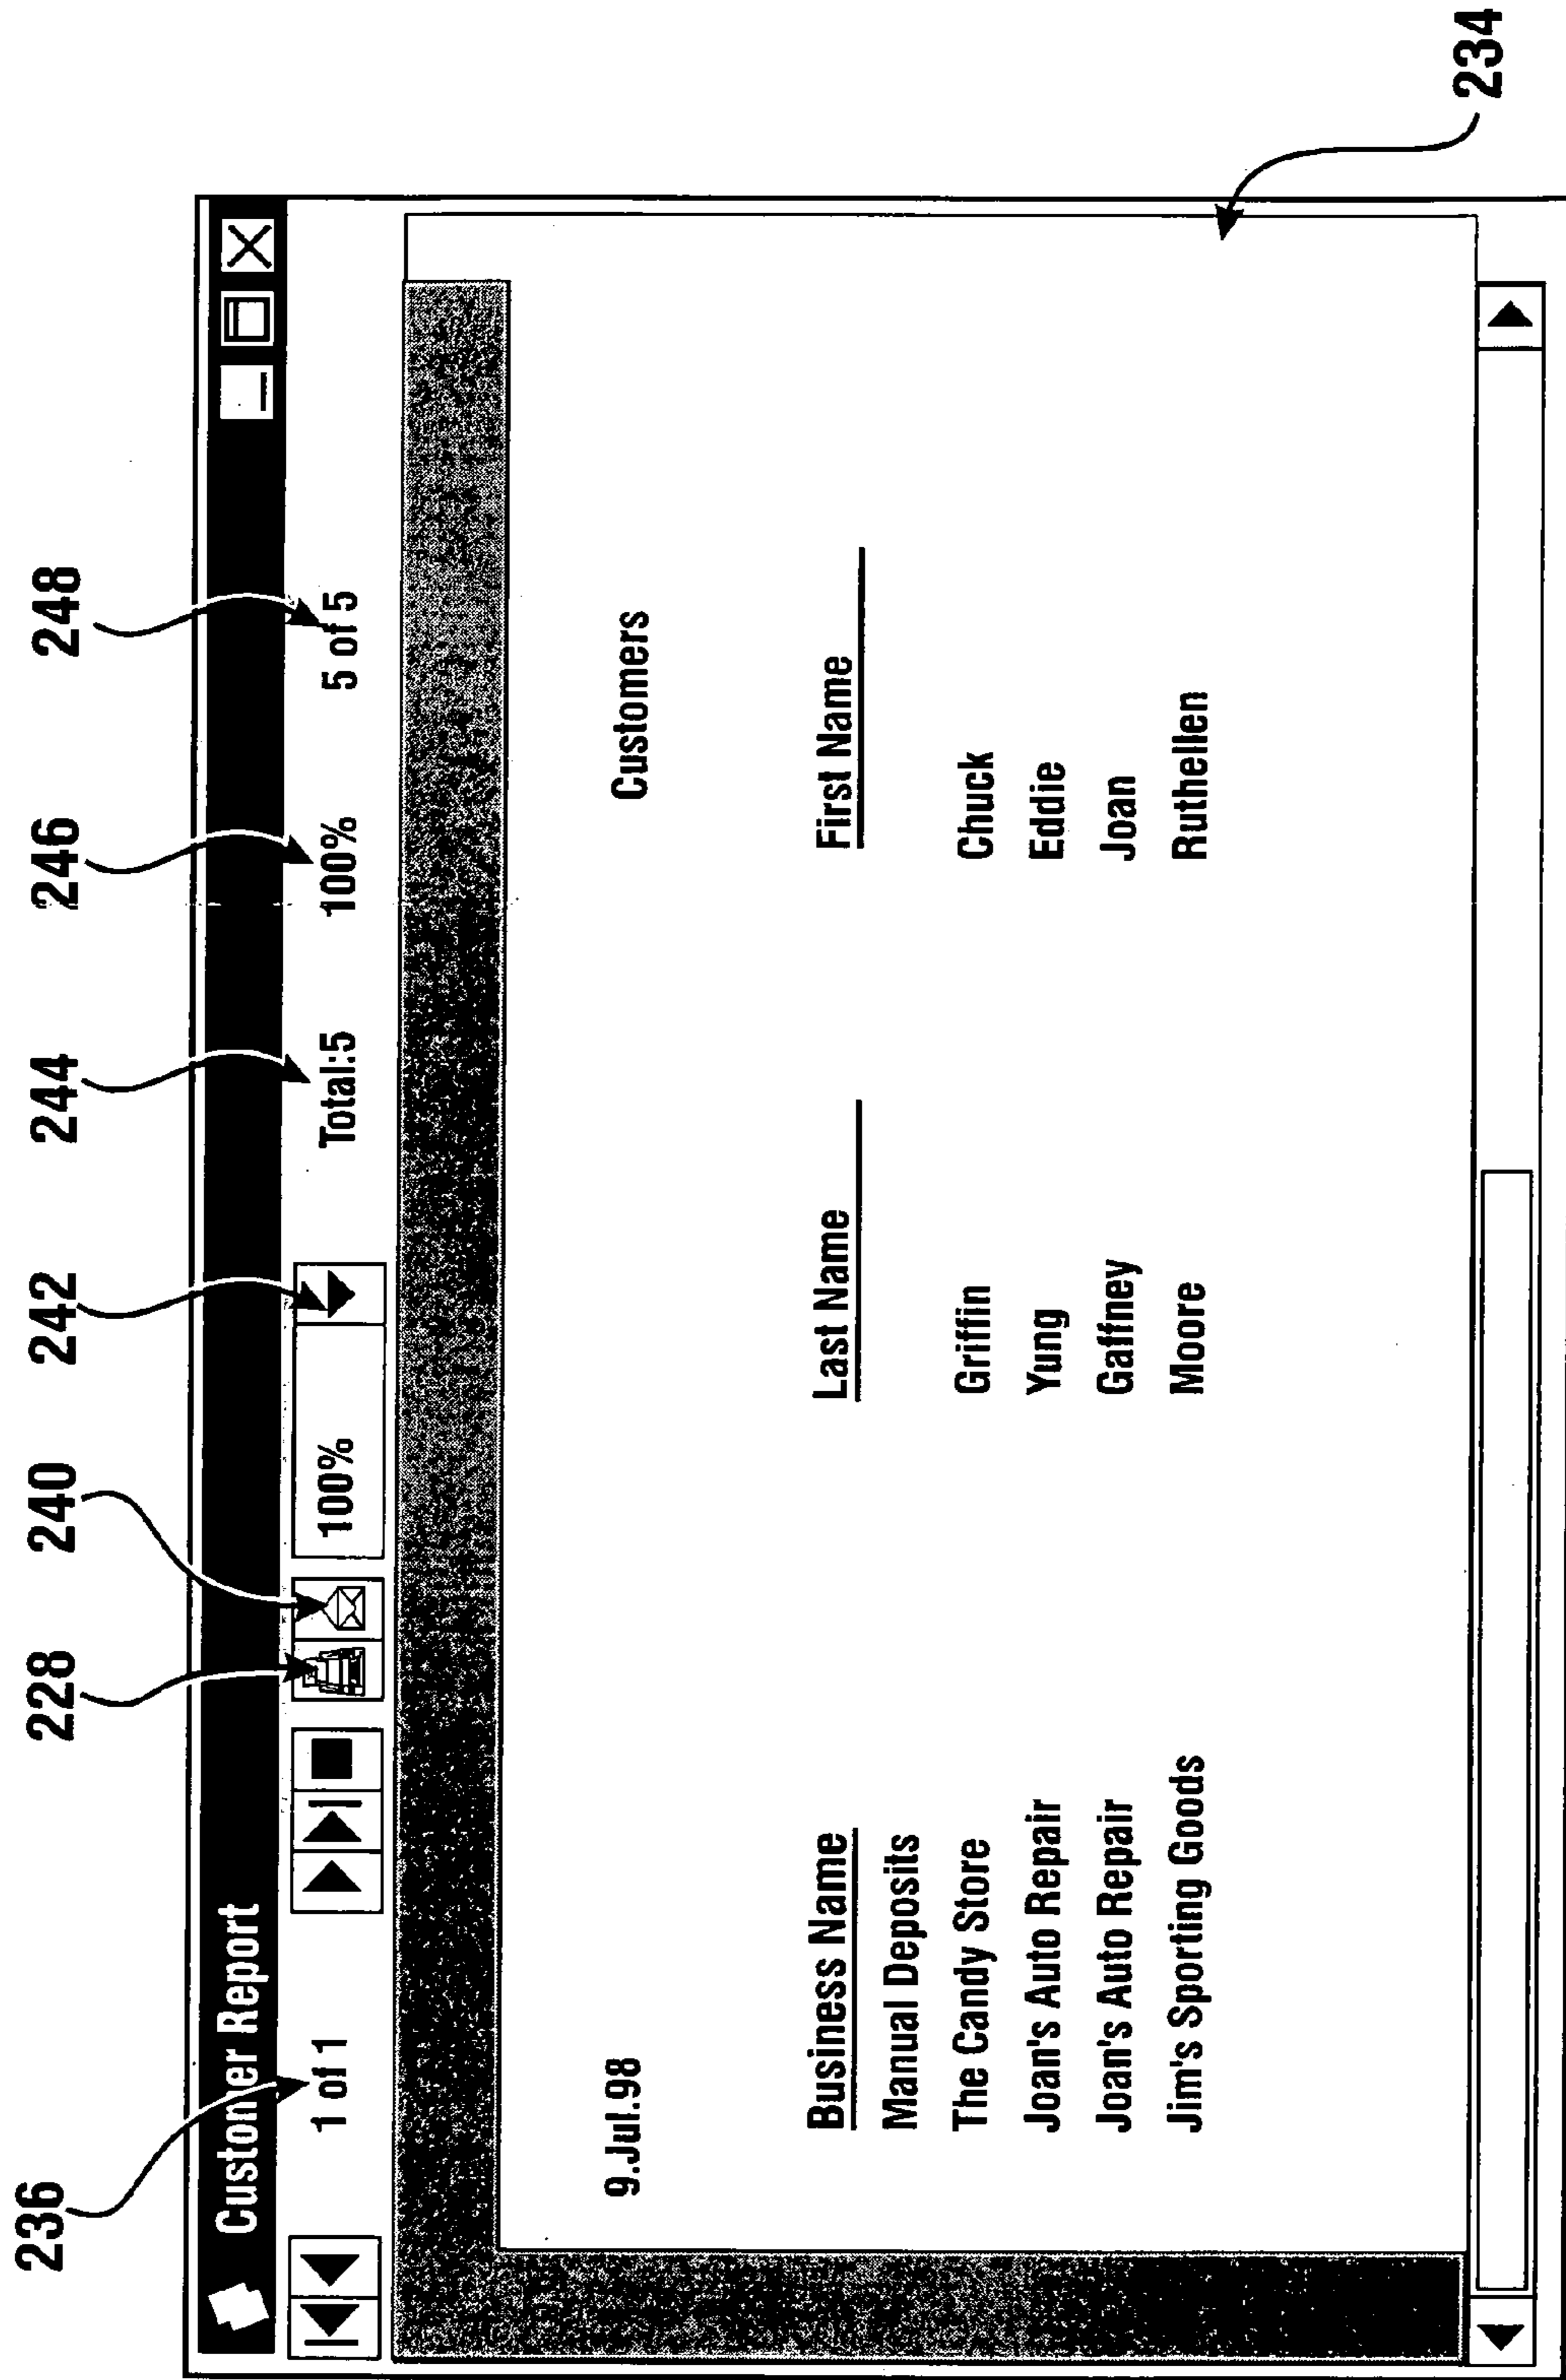 236 228 240 242 244 246 248
Customer Report
1 of 1 100% Total:5 100% 5 of 5
9.Jul.98 Customers
Business Name Last Name First Name
Manual Deposits
The Candy Store Griffin Chuck
Joan's Auto Repair Yung Eddie
Joan's Auto Repair Gaffney Joan
Jim's Sporting Goods Moore Ruthellen
234